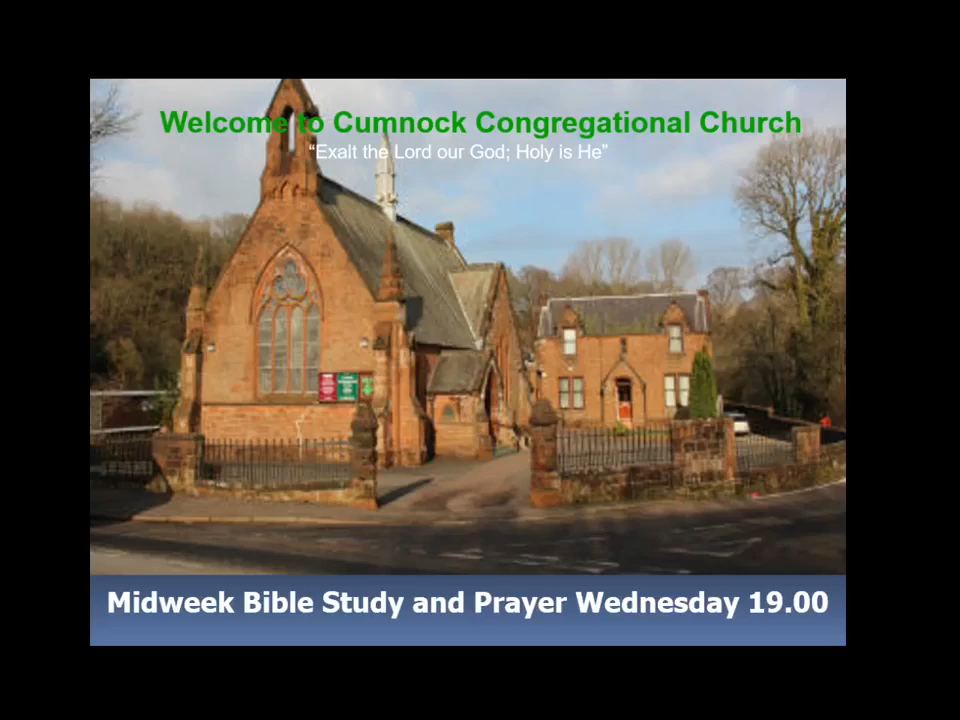 Welcome to Cumnock Congregational Church
“Exalt the Lord our God; Holy is He”
Midweek Bible Study and Prayer Wednesday 19.00